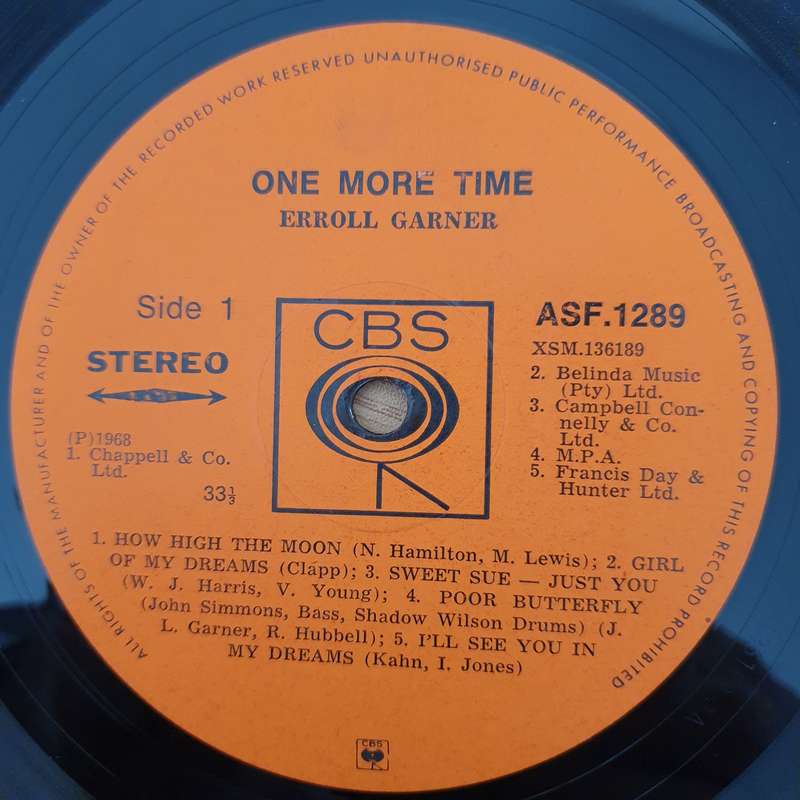 ALL RIGHTS OF THE MANUFACTURER AND OF THE OWNER OF THE RECORDED WORK RESERVED UNAUTHORISED PUBLIC PERFORMANCE BROADCASTING AND COPYING OF THIS RECORD PROHIBITED
ONE MORE TIME
ERROLL GARNER
Side 1
STEREO
(P)1968
1. Chappell & Co.
Ltd.
33⅓
CBS
ASF.1289
XSM.136189
2. Belinda Music
(Pty) Ltd.
3. Campbell Con-
nelly & Co.
Ltd.
4. M.P.A.
5. Francis Day &
Hunter Ltd.
1. HOW HIGH THE MOON (N. Hamilton, M. Lewis); 2. GIRL
OF MY DREAMS (Clapp); 3. SWEET SUE — JUST YOU
(W. J. Harris, V. Young); 4. POOR BUTTERFLY
(John Simmons, Bass, Shadow Wilson Drums) (J.
L. Garner, R. Hubbell); 5. I'LL SEE YOU IN
MY DREAMS (Kahn, I. Jones)
CBS